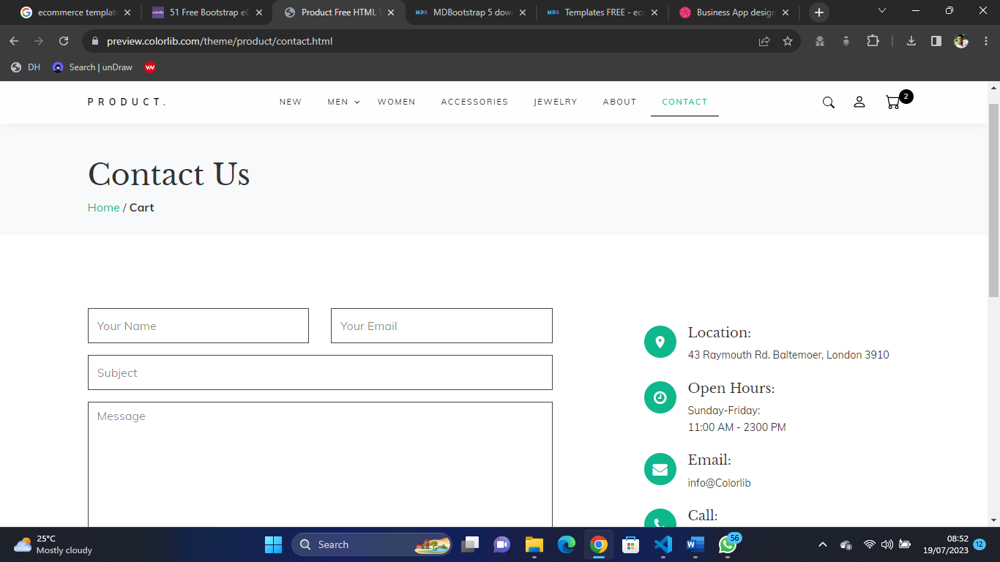 ecommerce templat
51 Free Bootstrap eC
Product Free HTML T
MDBootstrap 5 dow
Templates FREE - eco
Business App design
preview.colorlib.com/theme/product/contact.html
DH
Search | unDraw
PRODUCT.
NEW
MEN
WOMEN
ACCESSORIES
JEWELRY
ABOUT
CONTACT
2
Contact Us
Home / Cart
Your Name
Your Email
Subject
Message
Location:
43 Raymouth Rd. Baltemoer, London 3910
Open Hours:
Sunday-Friday:
11:00 AM - 2300 PM
Email:
info@Colorlib
Call:
25°C
Mostly cloudy
Search
56
08:52
19/07/2023
12